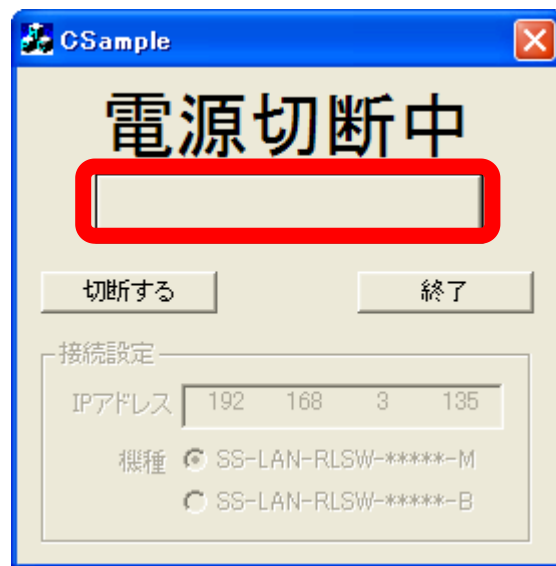 CSample
電源切断中
切断する 終了
接続設定
IPアドレス 192 168 3 135
機種 SS-LAN-RLSW-*****-M
SS-LAN-RLSW-*****-B